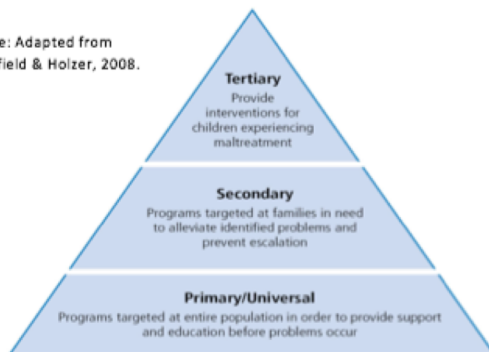 e: Adapted from
field & Holzer, 2008.
Tertiary
Provide
interventions for
children experiencing
maltreatment
Secondary
Programs targeted at families in need
to alleviate identified problems and
prevent escalation
Primary/Universal
Programs targeted at entire population in order to provide support
and education before problems occur